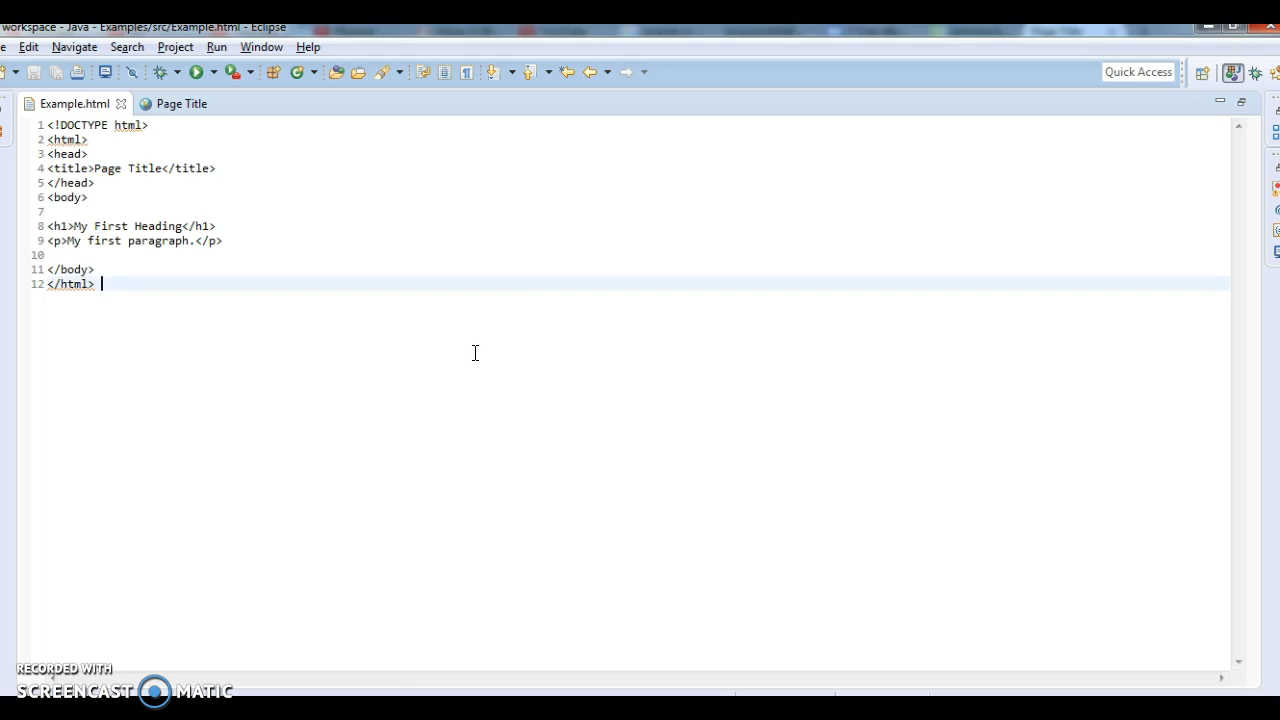 workspace - Java - Examples/src/Example.html - Eclipse
Edit Navigate Search Project Run Window Help
Quick Access
Example.html Page Title
1 <!DOCTYPE html>
2 <html>
3 <head>
4 <title>Page Title</title>
5 </head>
6 <body>
7
8 <h1>My First Heading</h1>
9 <p>My first paragraph.</p>
10
11 </body>
12 </html>
RECORDED WITH
SCREENCAST MATIC